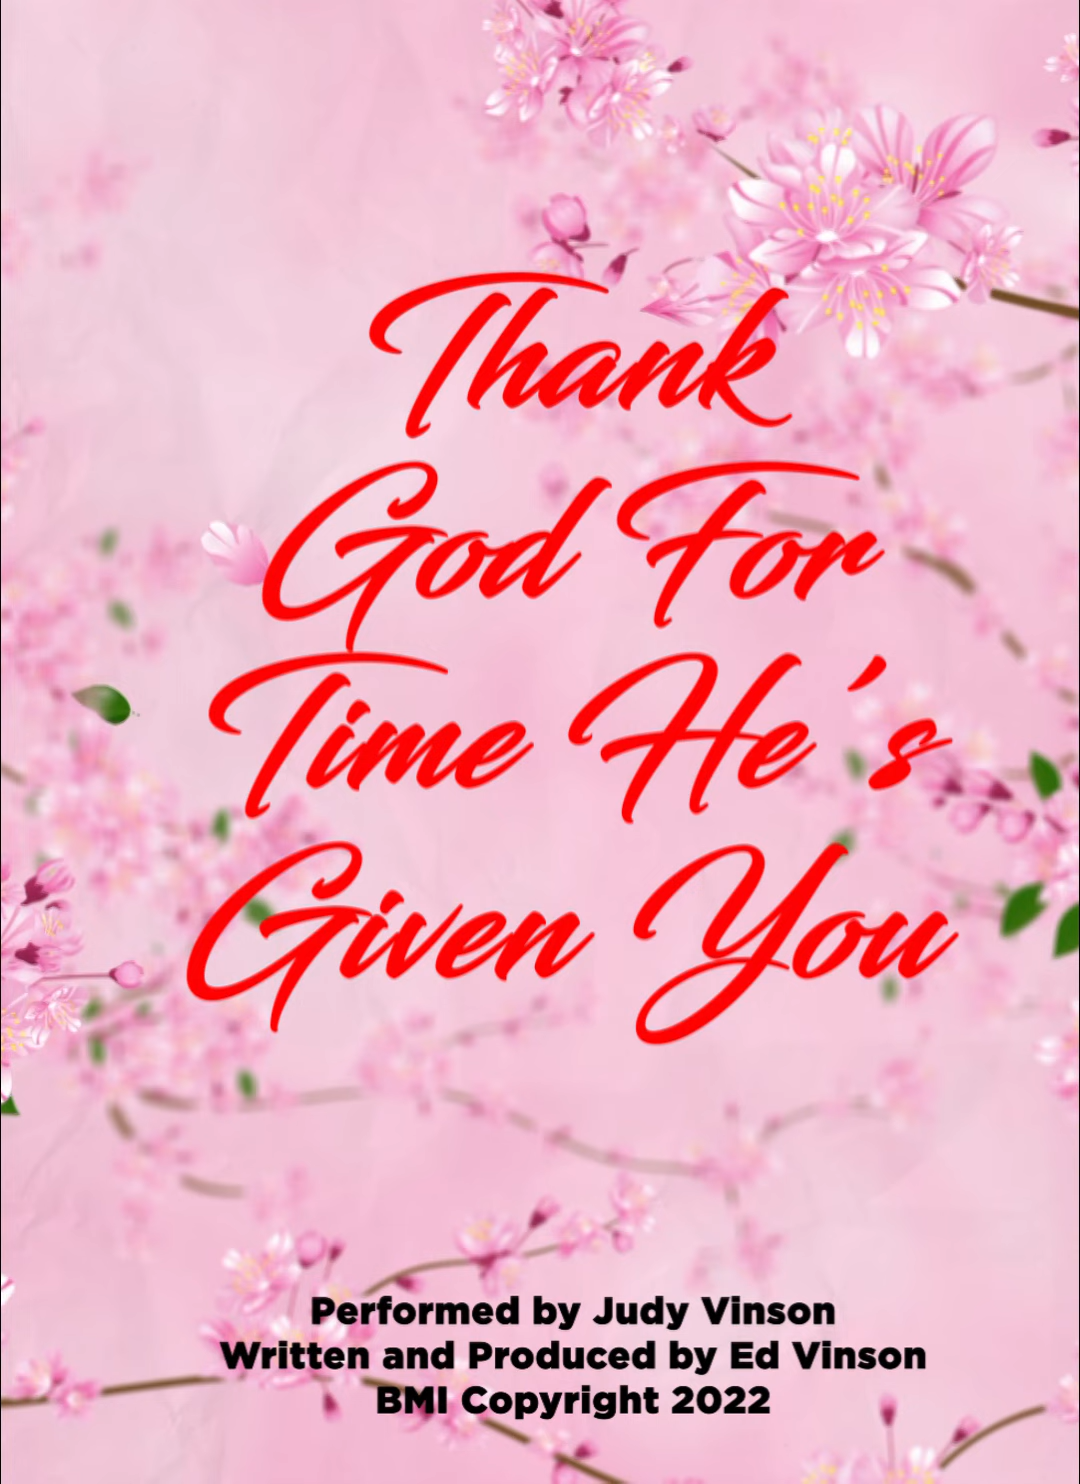 Thank
God For
Time He's
Given You
Performed by Judy Vinson
Written and Produced by Ed Vinson
BMI Copyright 2022